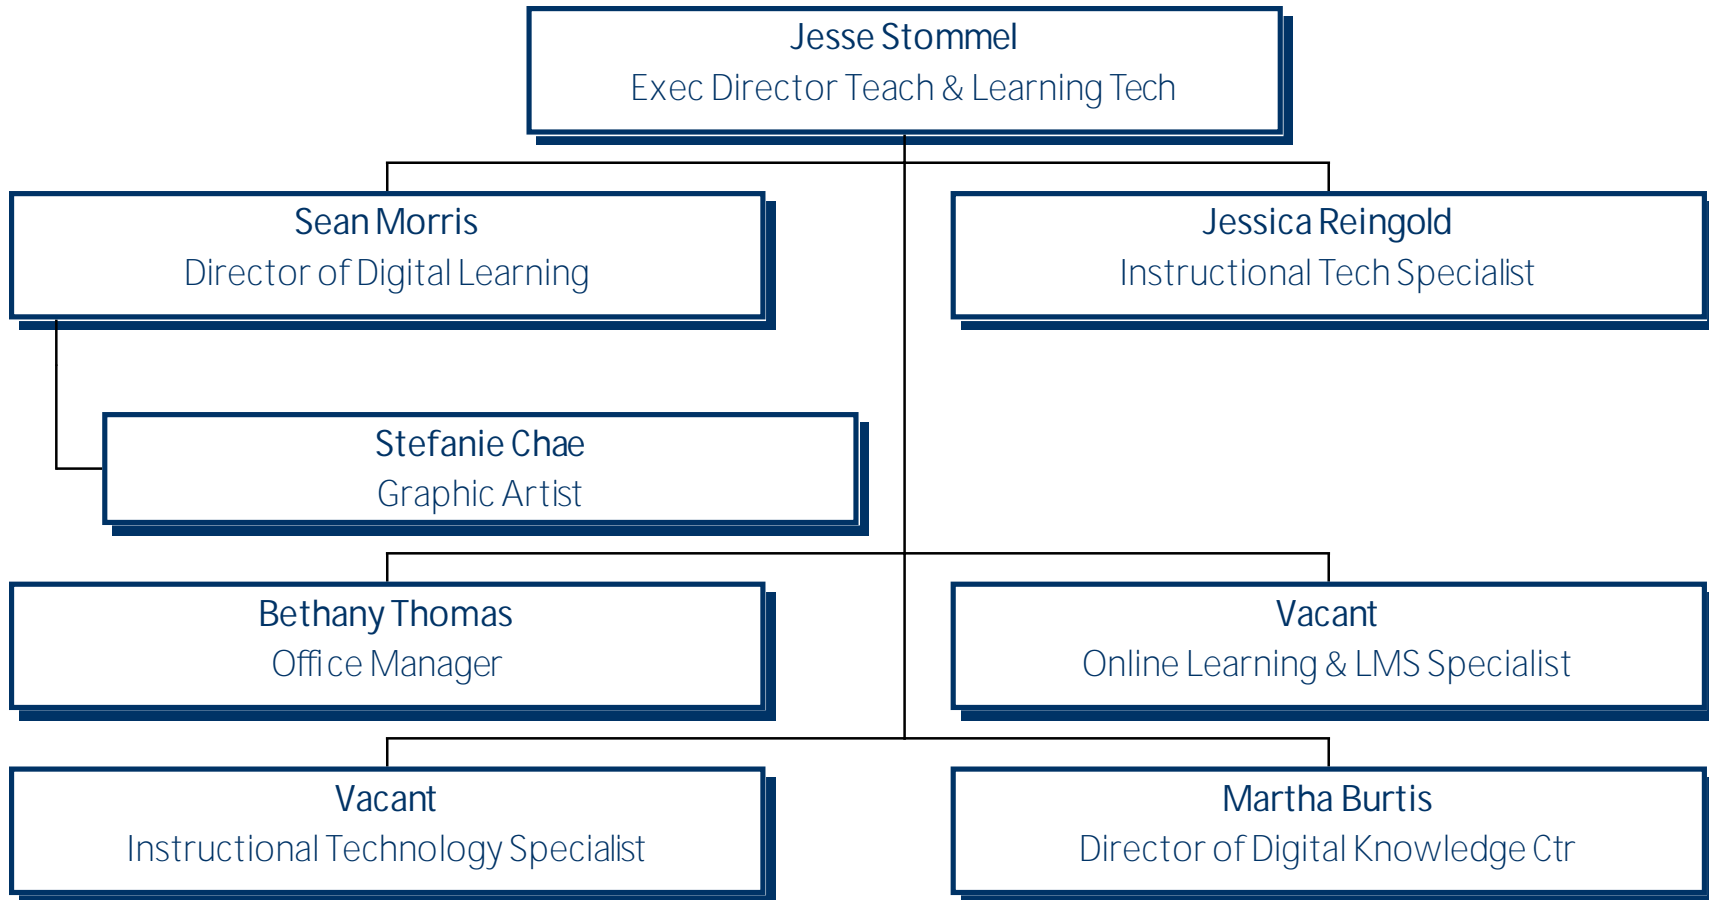 Jesse Stommel
Exec Director Teach & Learning Tech
Sean Morris
Director of Digital Learning
Jessica Reingold
Instructional Tech Specialist
Stefanie Chae
Graphic Artist
Bethany Thomas
Office Manager
Vacant
Online Learning & LMS Specialist
Vacant
Instructional Technology Specialist
Martha Burtis
Director of Digital Knowledge Ctr